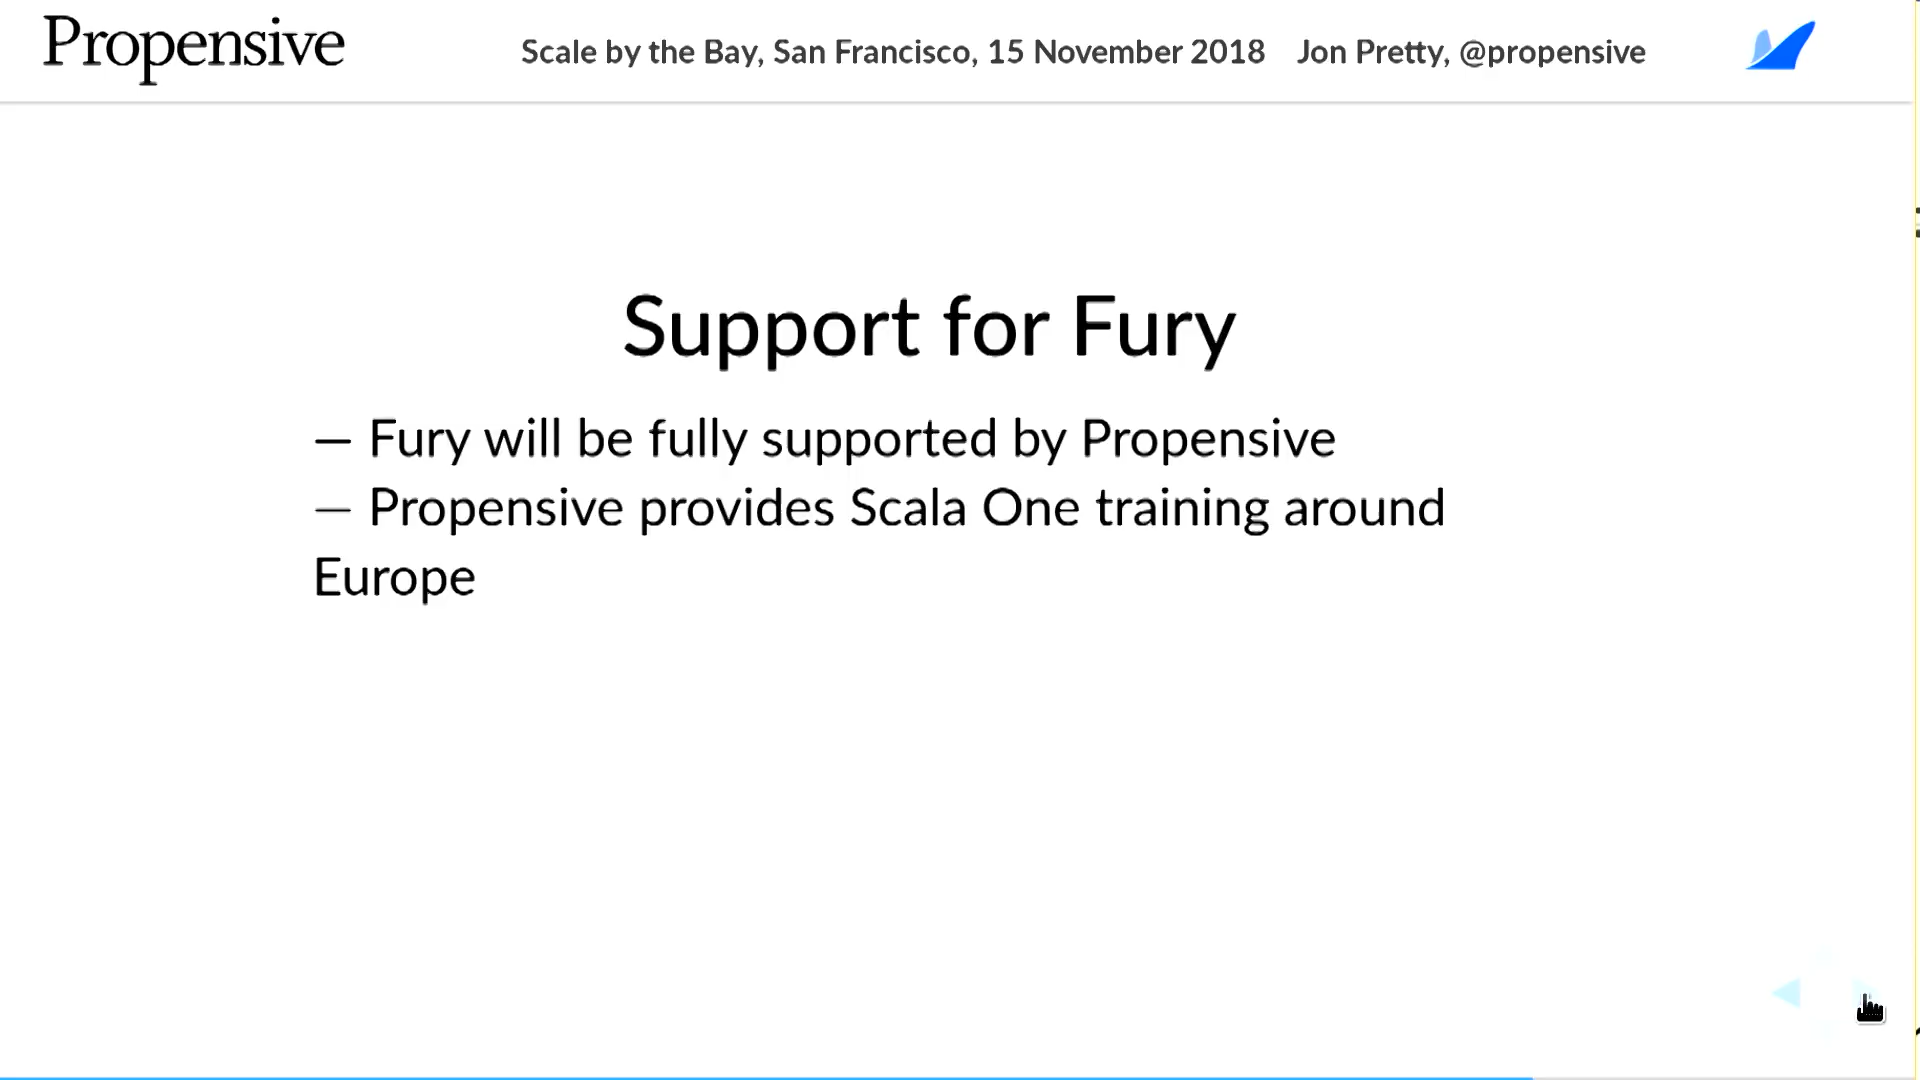 Propensive
Scale by the Bay, San Francisco, 15 November 2018 Jon Pretty, @propensive
Support for Fury
— Fury will be fully supported by Propensive
— Propensive provides Scala One training around
Europe